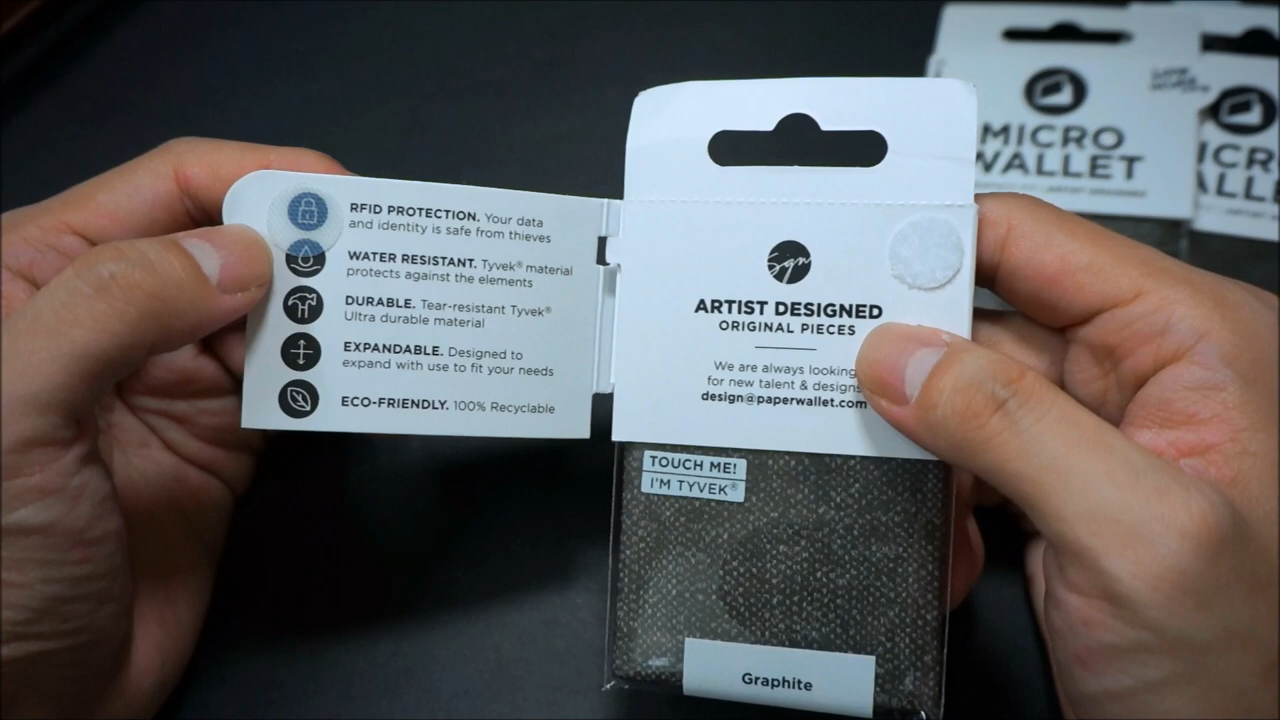 RFID PROTECTION. Your data
and identity is safe from thieves
WATER RESISTANT. Tyvek® material
protects against the elements
DURABLE. Tear-resistant Tyvek®
Ultra durable material
EXPANDABLE. Designed to
expand with use to fit your needs
ECO-FRIENDLY. 100% Recyclable
Sgn
ARTIST DESIGNED
ORIGINAL PIECES
We are always looking
for new talent & designs
design@paperwallet.com
TOUCH ME!
I'M TYVEK®
Graphite
MICRO
WALLET